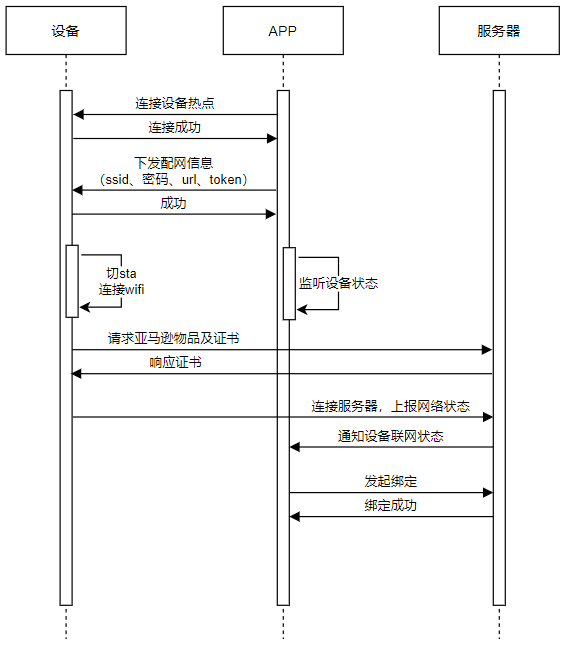 设备
APP
服务器
连接设备热点
连接成功
下发配网信息
（ssid、密码、url、token）
成功
切sta
连接wifi
监听设备状态
请求亚马逊物品及证书
响应证书
连接服务器，上报网络状态
通知设备联网状态
发起绑定
绑定成功